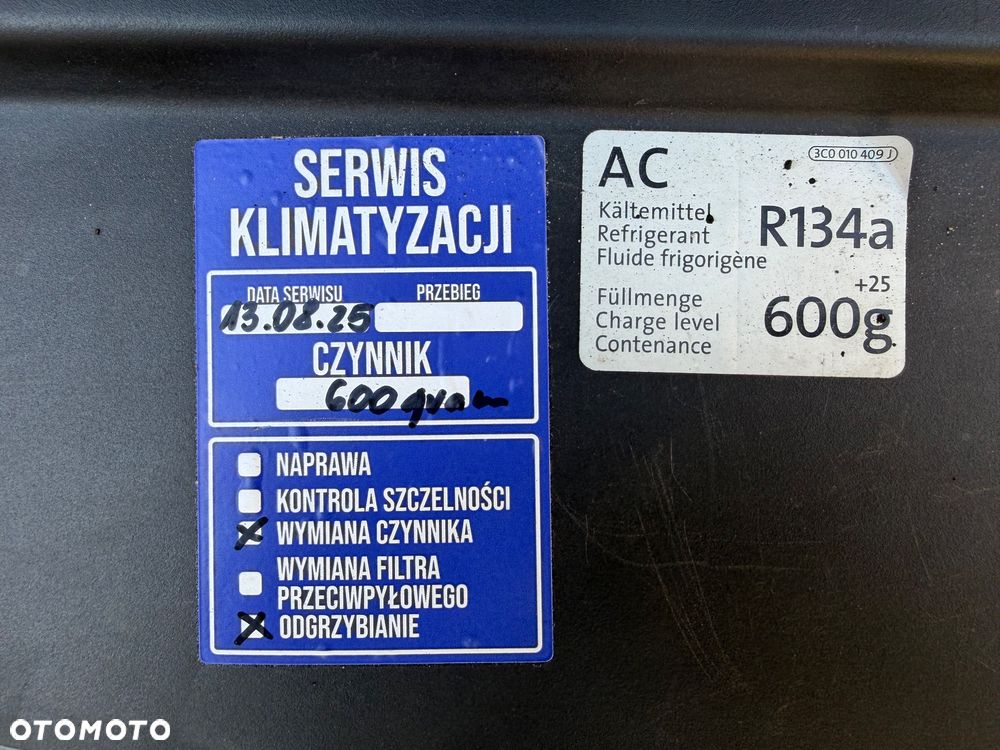 SERWIS
KLIMATYZACJI
DATA SERWISU
PRZEBIEG
13.08.25
CZYNNIK
600 gram
NAPRAWA
KONTROLA SZCZELNOŚCI
WYMIANA CZYNNIKA
WYMIANA FILTRA
PRZECIWPYŁOWEGO
ODGRZYBIANIE
3C0 010 409 J
AC
Kältemittel
Refrigerant
Fluide frigorigène
R134a
Füllmenge
Charge level
Contenance
+25
600g
OTOMOTO